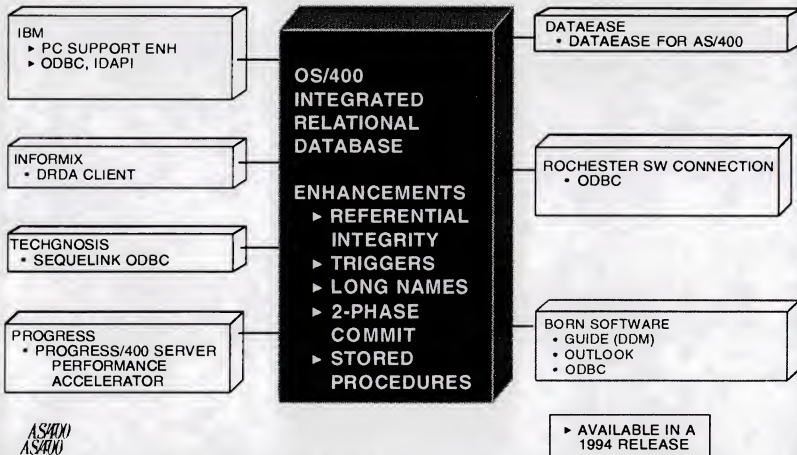 IBM
► PC SUPPORT ENH
► ODBC, IDAPI
INFORMIX
• DRDA CLIENT
TECHGNOSIS
• SEQUELINK ODBC
PROGRESS
• PROGRESS/400 SERVER
PERFORMANCE
ACCELERATOR
OS/400
INTEGRATED
RELATIONAL
DATABASE
ENHANCEMENTS
► REFERENTIAL
INTEGRITY
► TRIGGERS
► LONG NAMES
► 2-PHASE
COMMIT
► STORED
PROCEDURES
DATAEASE
• DATAEASE FOR AS/400
ROCHESTER SW CONNECTION
• ODBC
BORN SOFTWARE
• GUIDE (DDM)
• OUTLOOK
• ODBC
► AVAILABLE IN A
1994 RELEASE
AS/400
AS/400